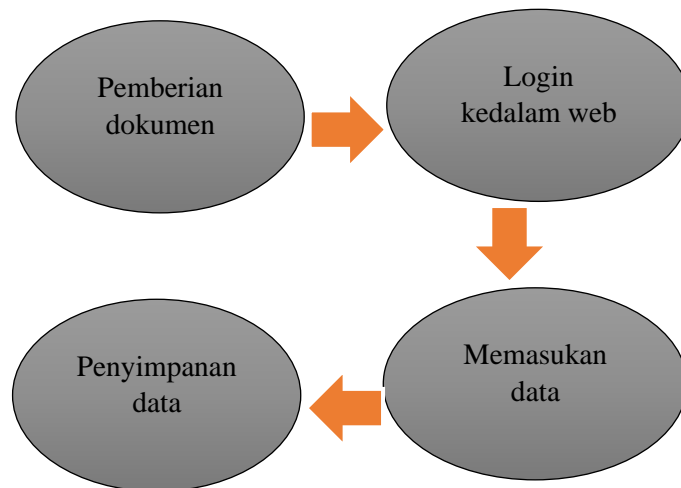 Pemberian
dokumen
Login
kedalam web
Memasukan
data
Penyimpanan
data